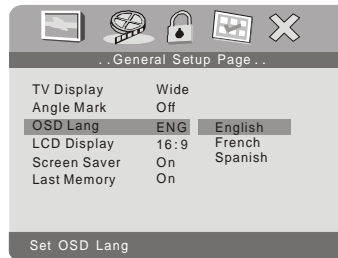 . . General Setup Page . .
TV Display Wide
Angle Mark Off
OSD Lang ENG English
LCD Display 16:9 French
Screen Saver On Spanish
Last Memory On
Set OSD Lang